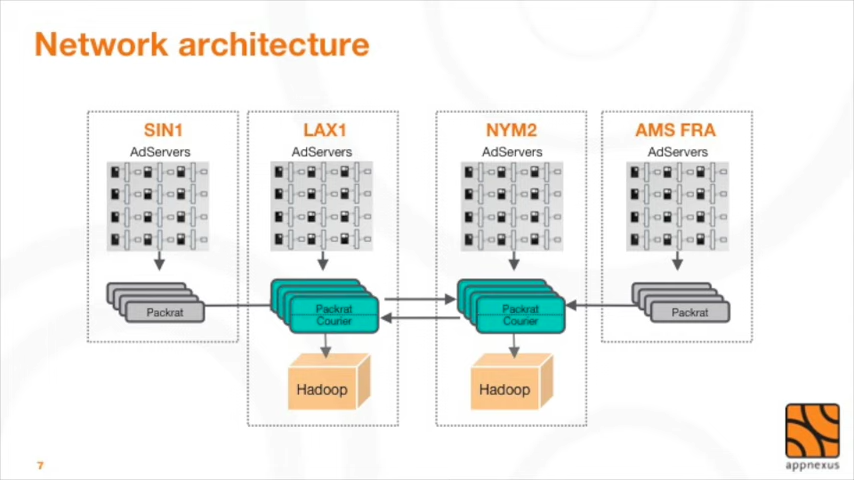 Network architecture
SIN1
AdServers
Packrat
LAX1
AdServers
Packrat
Courier
Hadoop
NYM2
AdServers
Packrat
Courier
Hadoop
AMS FRA
AdServers
Packrat
7
appnexus